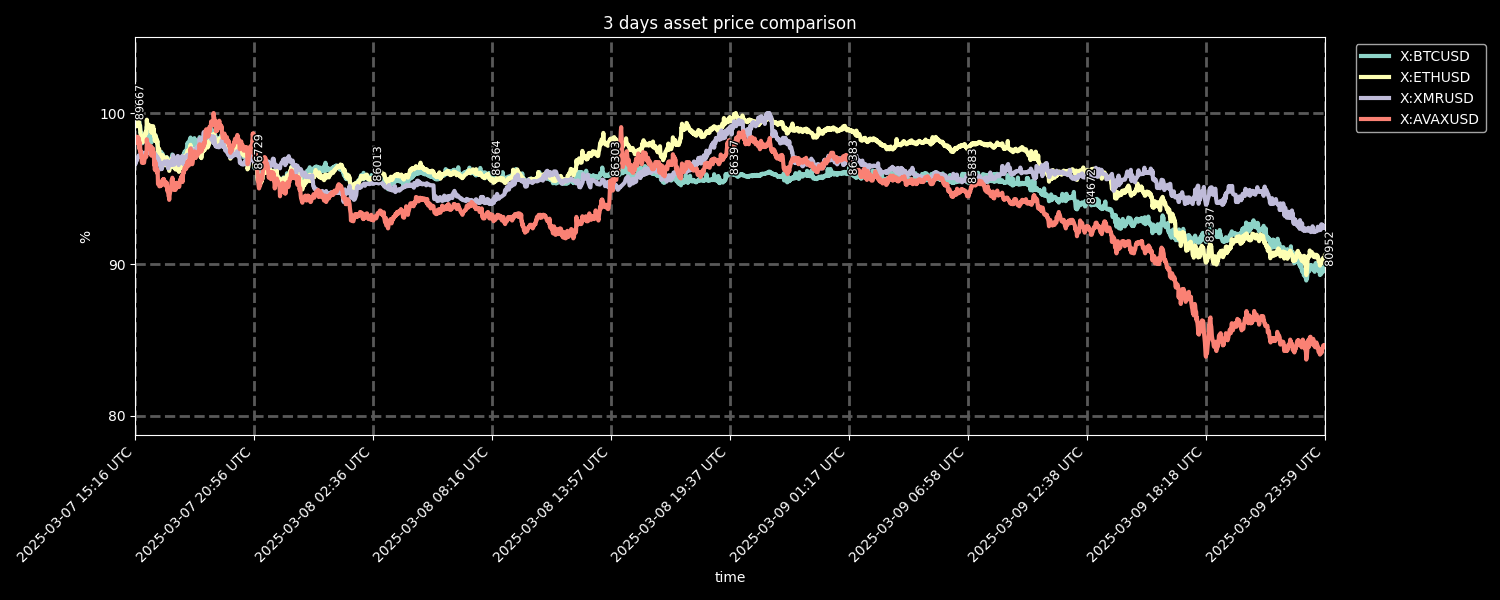 3 days asset price comparison
X:BTCUSD
X:ETHUSD
X:XMRUSD
X:AVAXUSD
100
90
80
%
89667
86729
86013
86364
86303
86397
86383
85883
84672
82397
80952
2025-03-07 15:16 UTC
2025-03-07 20:56 UTC
2025-03-08 02:36 UTC
2025-03-08 08:16 UTC
2025-03-08 13:57 UTC
2025-03-08 19:37 UTC
2025-03-09 01:17 UTC
2025-03-09 06:58 UTC
2025-03-09 12:38 UTC
2025-03-09 18:18 UTC
2025-03-09 23:59 UTC
time